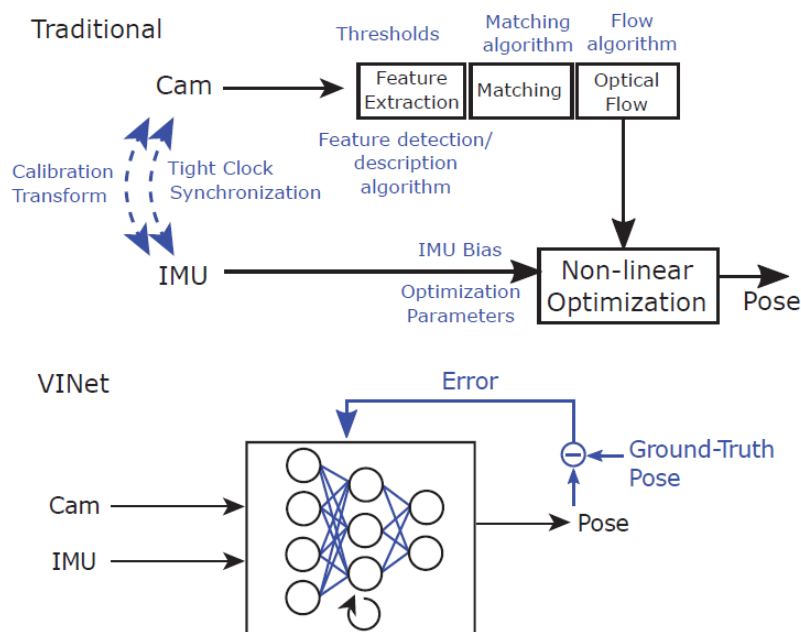 Traditional
Thresholds
Matching
algorithm
Flow
algorithm
Cam
Feature
Extraction
Matching
Optical
Flow
Calibration
Transform
Tight Clock
Synchronization
Feature detection/
description
algorithm
IMU
IMU Bias
Optimization
Parameters
Non-linear
Optimization
Pose
VINet
Error
Ground-Truth
Pose
Cam
IMU
Pose